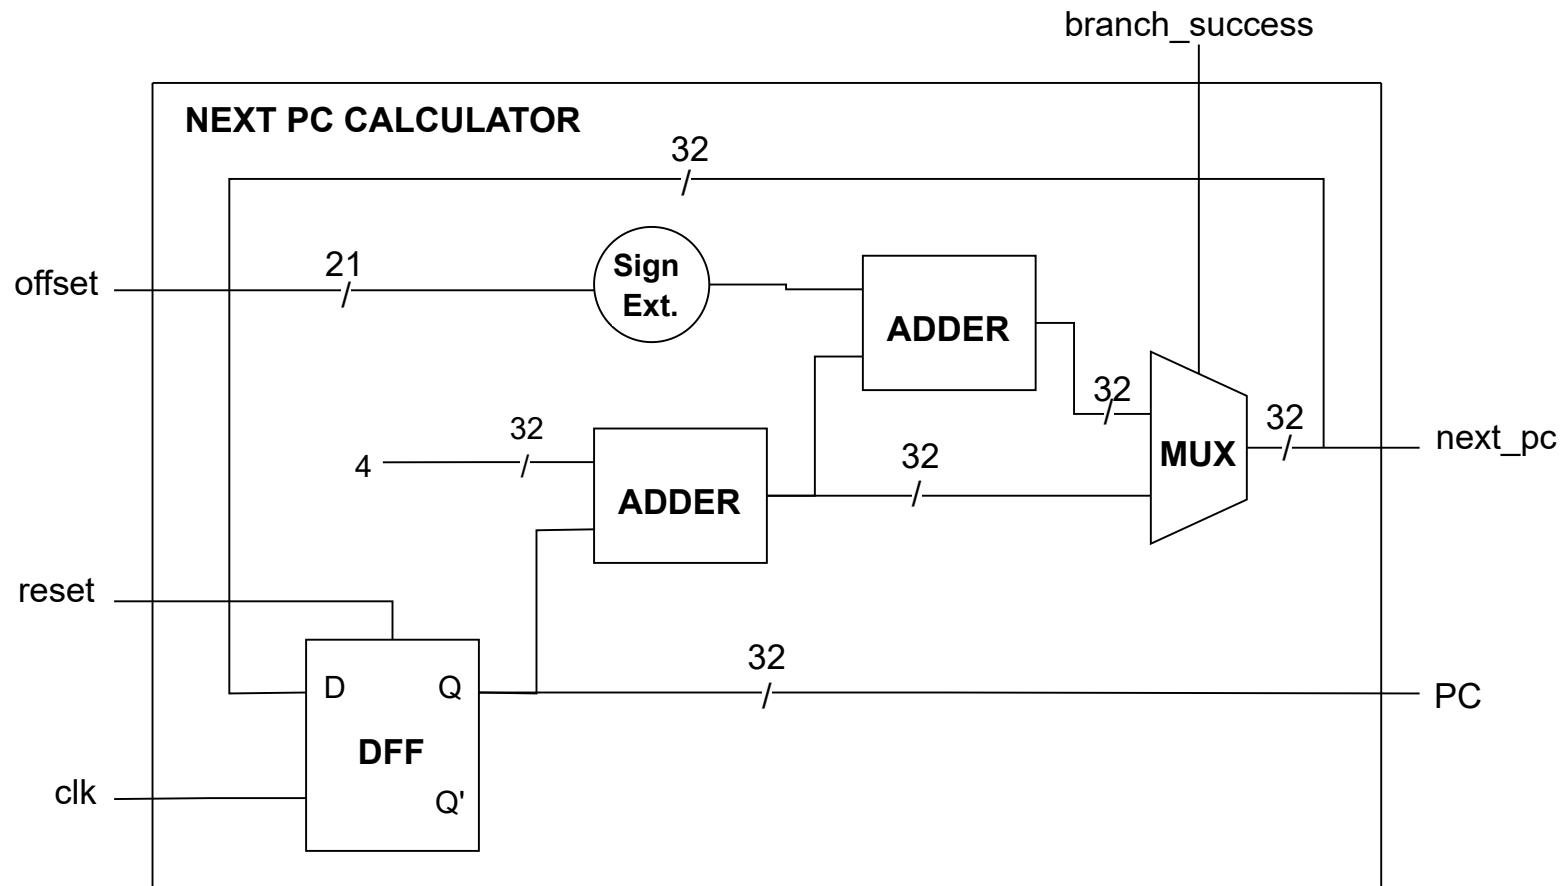 branch_success
NEXT PC CALCULATOR
32
offset
21
Sign
Ext.
ADDER
32
32
next_pc
4
32
ADDER
32
MUX
reset
D
Q
32
PC
DFF
clk
Q'